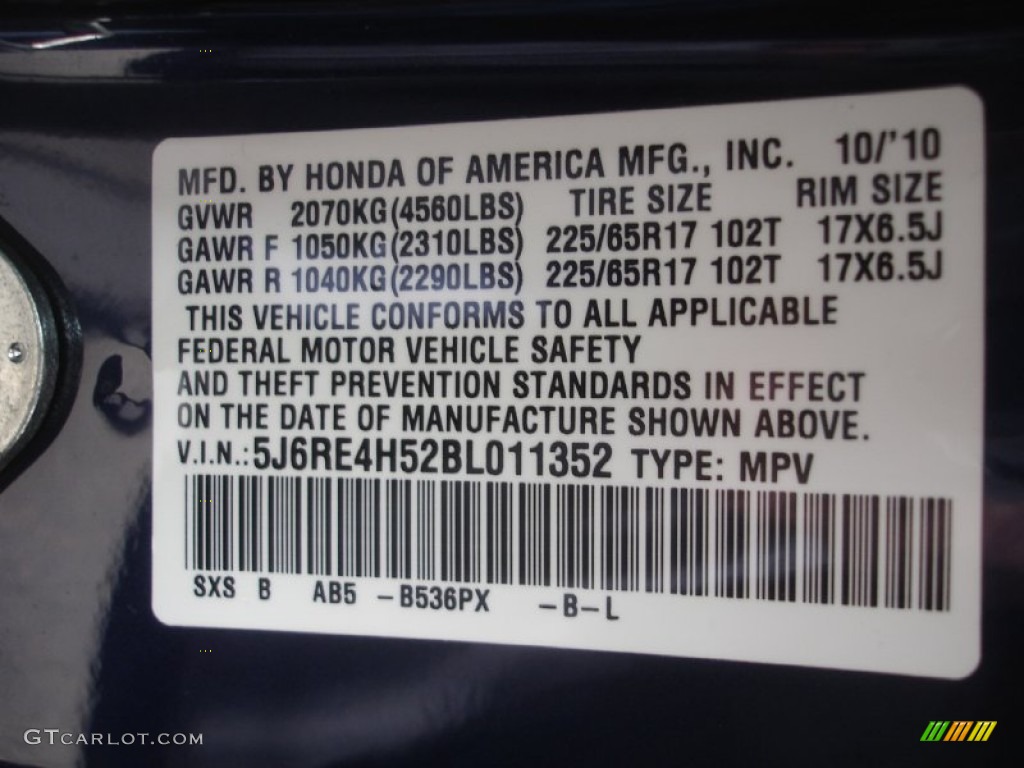 MFD. BY HONDA OF AMERICA MFG., INC. 10/'10
GVWR 2070KG(4560LBS) TIRE SIZE RIM SIZE
GAWR F 1050KG(2310LBS) 225/65R17 102T 17X6.5J
GAWR R 1040KG(2290LBS) 225/65R17 102T 17X6.5J
THIS VEHICLE CONFORMS TO ALL APPLICABLE
FEDERAL MOTOR VEHICLE SAFETY
AND THEFT PREVENTION STANDARDS IN EFFECT
ON THE DATE OF MANUFACTURE SHOWN ABOVE.
V.I.N.:5J6RE4H52BL011352 TYPE: MPV
SXS B AB5 -B536PX -B-L
GTCARLOT.COM